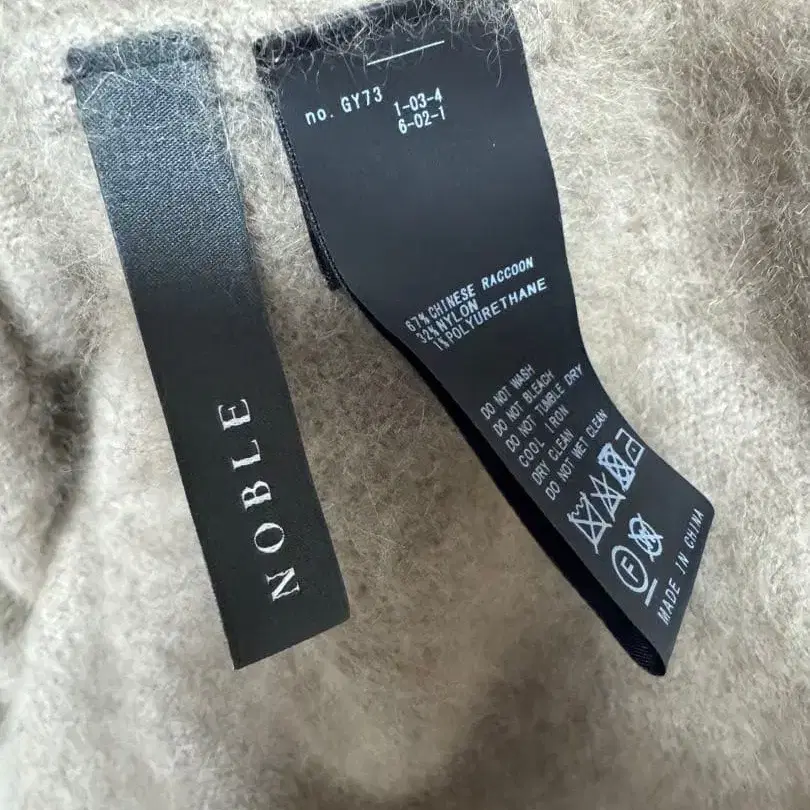 NOBLE
no. GY73
1-03-4
6-02-1
67% CHINESE RACCOON
32% NYLON
1% POLYURETHANE
DO NOT WASH
DO NOT BLEACH
DO NOT TUMBLE DRY
COOL IRON
DRY CLEAN
DO NOT WET CLEAN
F
MADE IN CHINA